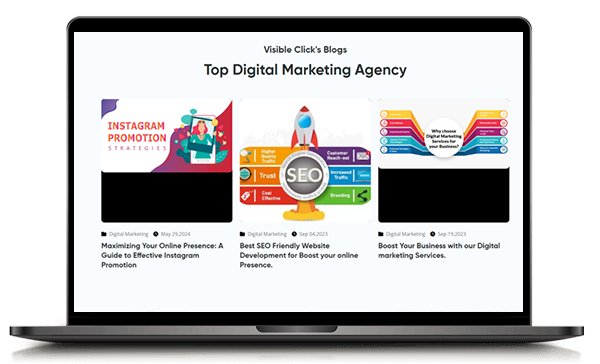 Visible Click's Blogs
Top Digital Marketing Agency
INSTAGRAM
PROMOTION
STRATEGIES
Higher
Quality
Traffic
Customer
Reach-out
Trust
SEO
Increased
Traffic
Cost
Effective
Branding
Why choose
Digital Marketing
Services for
your Business?
Digital Marketing May 29,2024
Maximizing Your Online Presence: A
Guide to Effective Instagram
Promotion
Digital Marketing Sep 04,2023
Best SEO Friendly Website
Development for Boost your online
Presence.
Digital Marketing Sep 19,2023
Boost Your Business with our Digital
marketing Services.